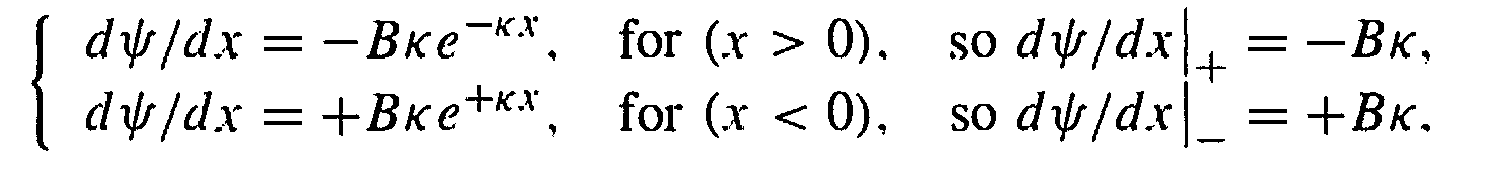 dψ/dx = −Bκe^{−κx}, for (x > 0), so dψ/dx|₊ = −Bκ,
dψ/dx = +Bκe^{+κx}, for (x < 0), so dψ/dx|₋ = +Bκ.